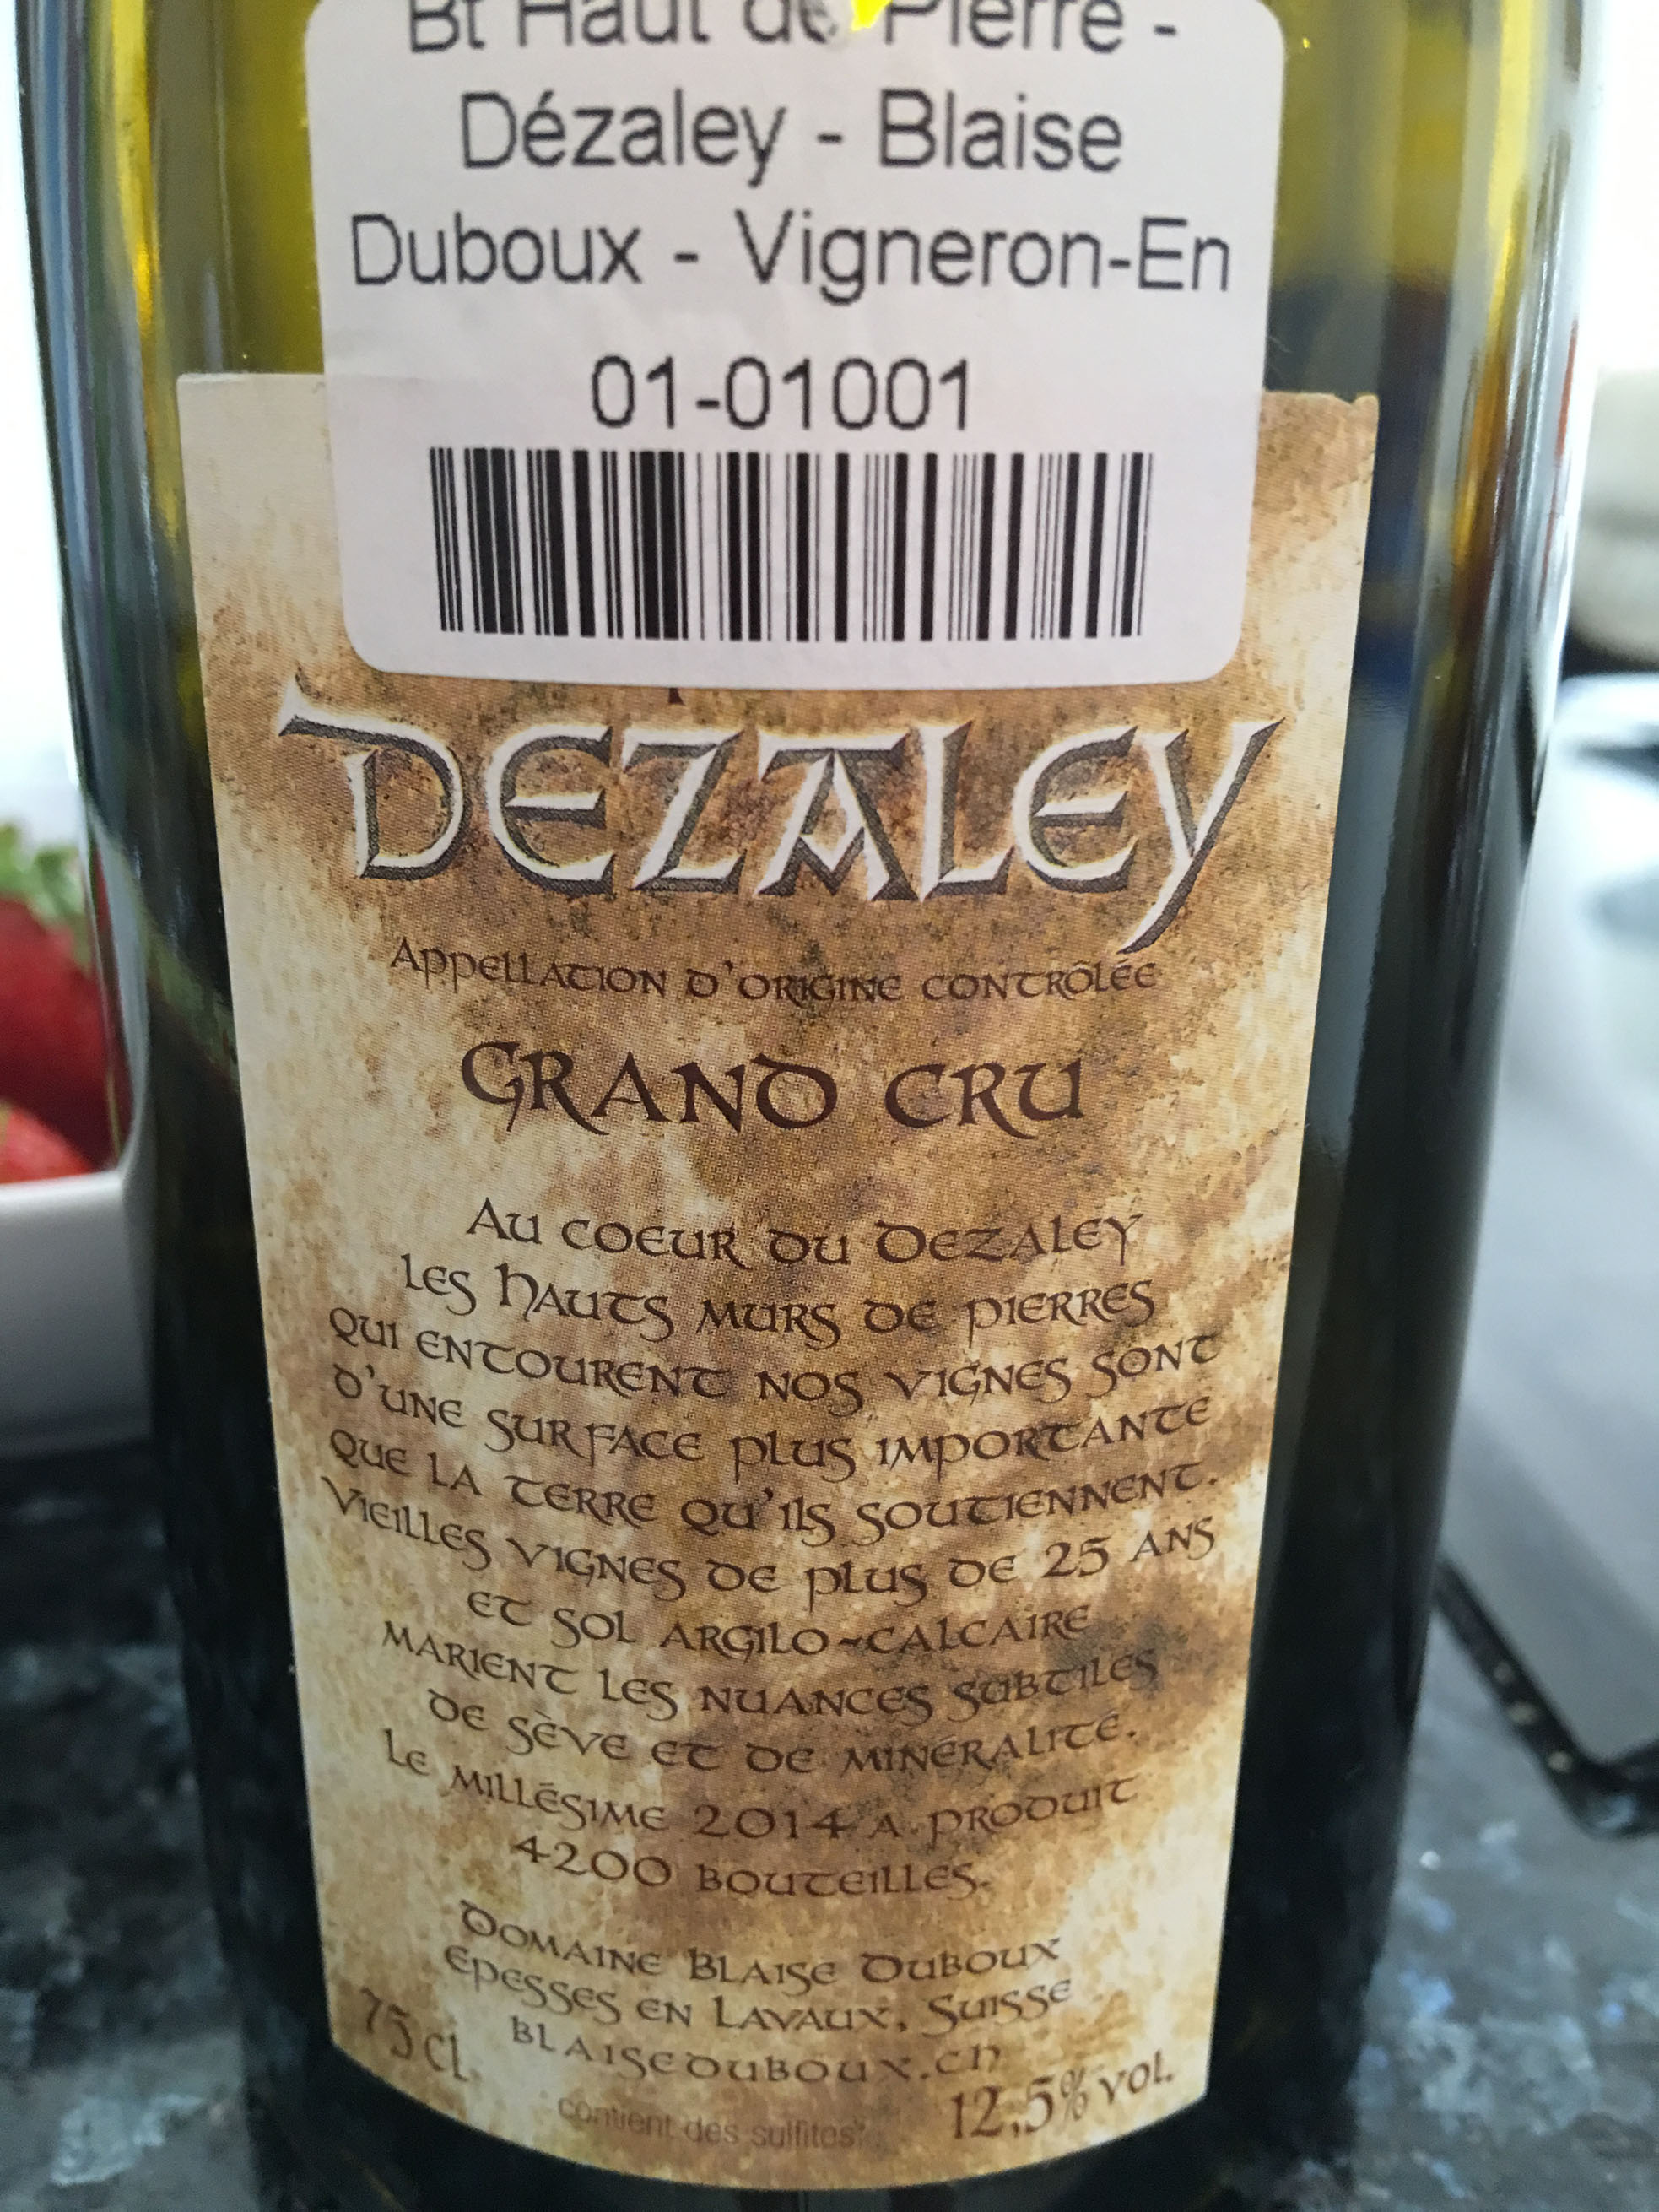 Bt Haut de Pierre -
Dézaley - Blaise
Duboux - Vigneron-En
01-01001
DEZALEY
APPELLATION D'ORIGINE CONTRÔLÉE
GRAND CRU
AU COEUR DU DEZALEY
LES HAUTS MURS DE PIERRES
QUI ENTOURENT NOS VIGNES SONT
D'UNE SURFACE PLUS IMPORTANTE
QUE LA TERRE QU'ILS SOUTIENNENT.
VIEILLES VIGNES DE PLUS DE 25 ANS
ET SOL ARGILO-CALCAIRE
MARIENT LES NUANCES SUBTILES
DE SÈVE ET DE MINÉRALITÉ.
LE MILLÉSIME 2014 A PRODUIT
4200 BOUTEILLES.
DOMAINE BLAISE DUBOUX
EPESSES EN LAVAUX, SUISSE
BLAISEDUBOUX.CH
75 CL.
12,5% VOL.
contient des sulfites